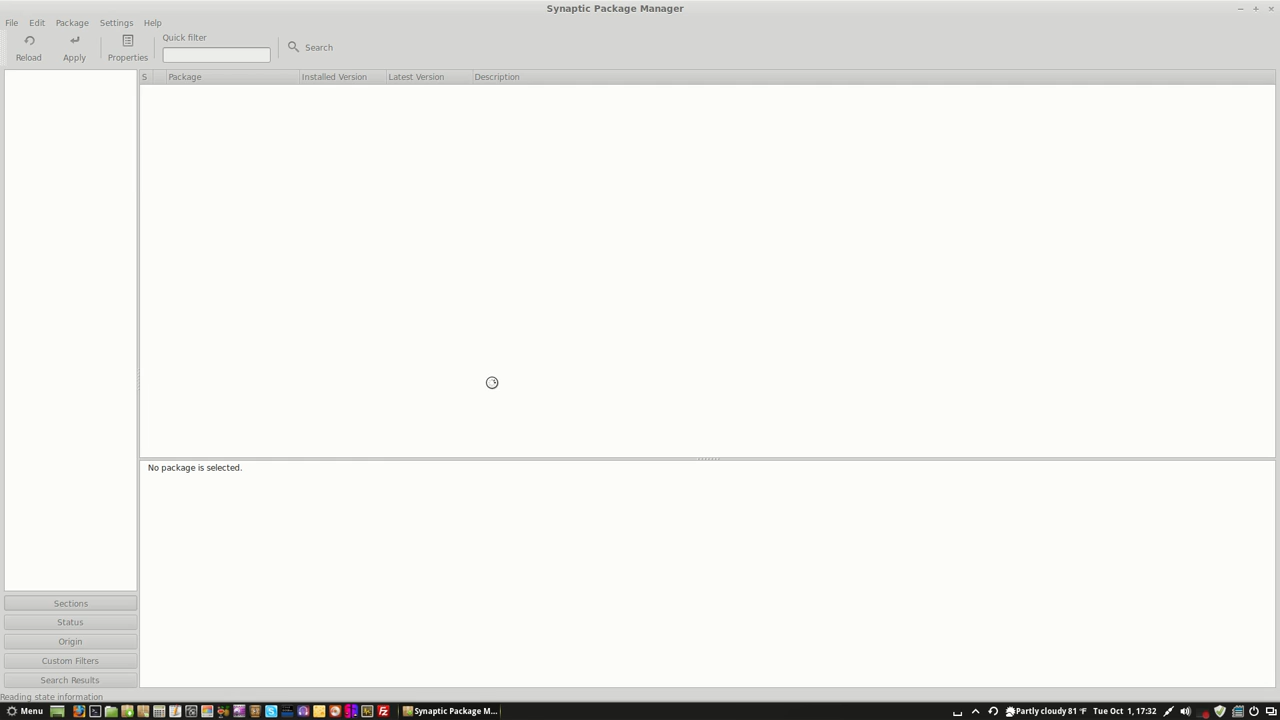 Synaptic Package Manager
File Edit Package Settings Help
Reload Apply Properties Quick filter Search
S Package Installed Version Latest Version Description
No package is selected.
Sections
Status
Origin
Custom Filters
Search Results
Reading state information
Menu Synaptic Package M... Partly cloudy 81 °F Tue Oct 1, 17:32